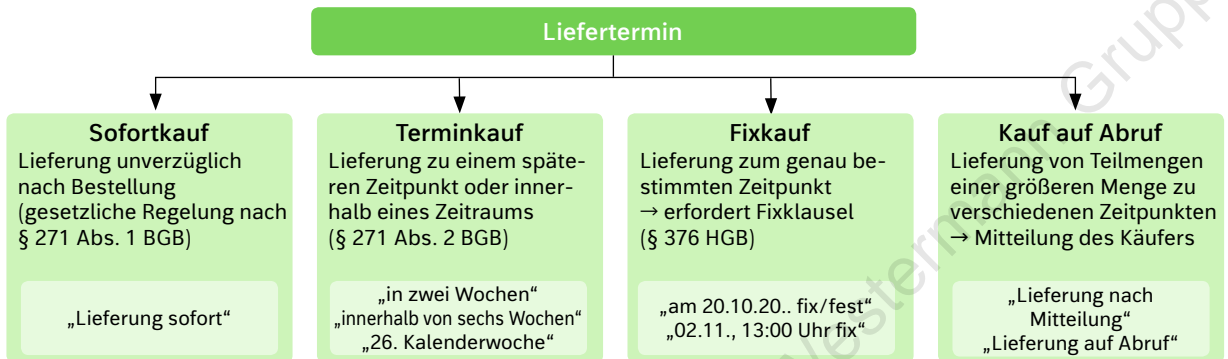 Liefertermin
Sofortkauf
Lieferung unverzüglich
nach Bestellung
(gesetzliche Regelung nach
§ 271 Abs. 1 BGB)
„Lieferung sofort“
Terminkauf
Lieferung zu einem späte-
ren Zeitpunkt oder inner-
halb eines Zeitraums
(§ 271 Abs. 2 BGB)
„in zwei Wochen“
„innerhalb von sechs Wochen“
„26. Kalenderwoche“
Fixkauf
Lieferung zum genau be-
stimmten Zeitpunkt
→ erfordert Fixklausel
(§ 376 HGB)
„am 20.10.20.. fix/fest“
„02.11., 13:00 Uhr fix“
Kauf auf Abruf
Lieferung von Teilmengen
einer größeren Menge zu
verschiedenen Zeitpunkten
→ Mitteilung des Käufers
„Lieferung nach
Mitteilung“
„Lieferung auf Abruf“
Westermann Gruppe